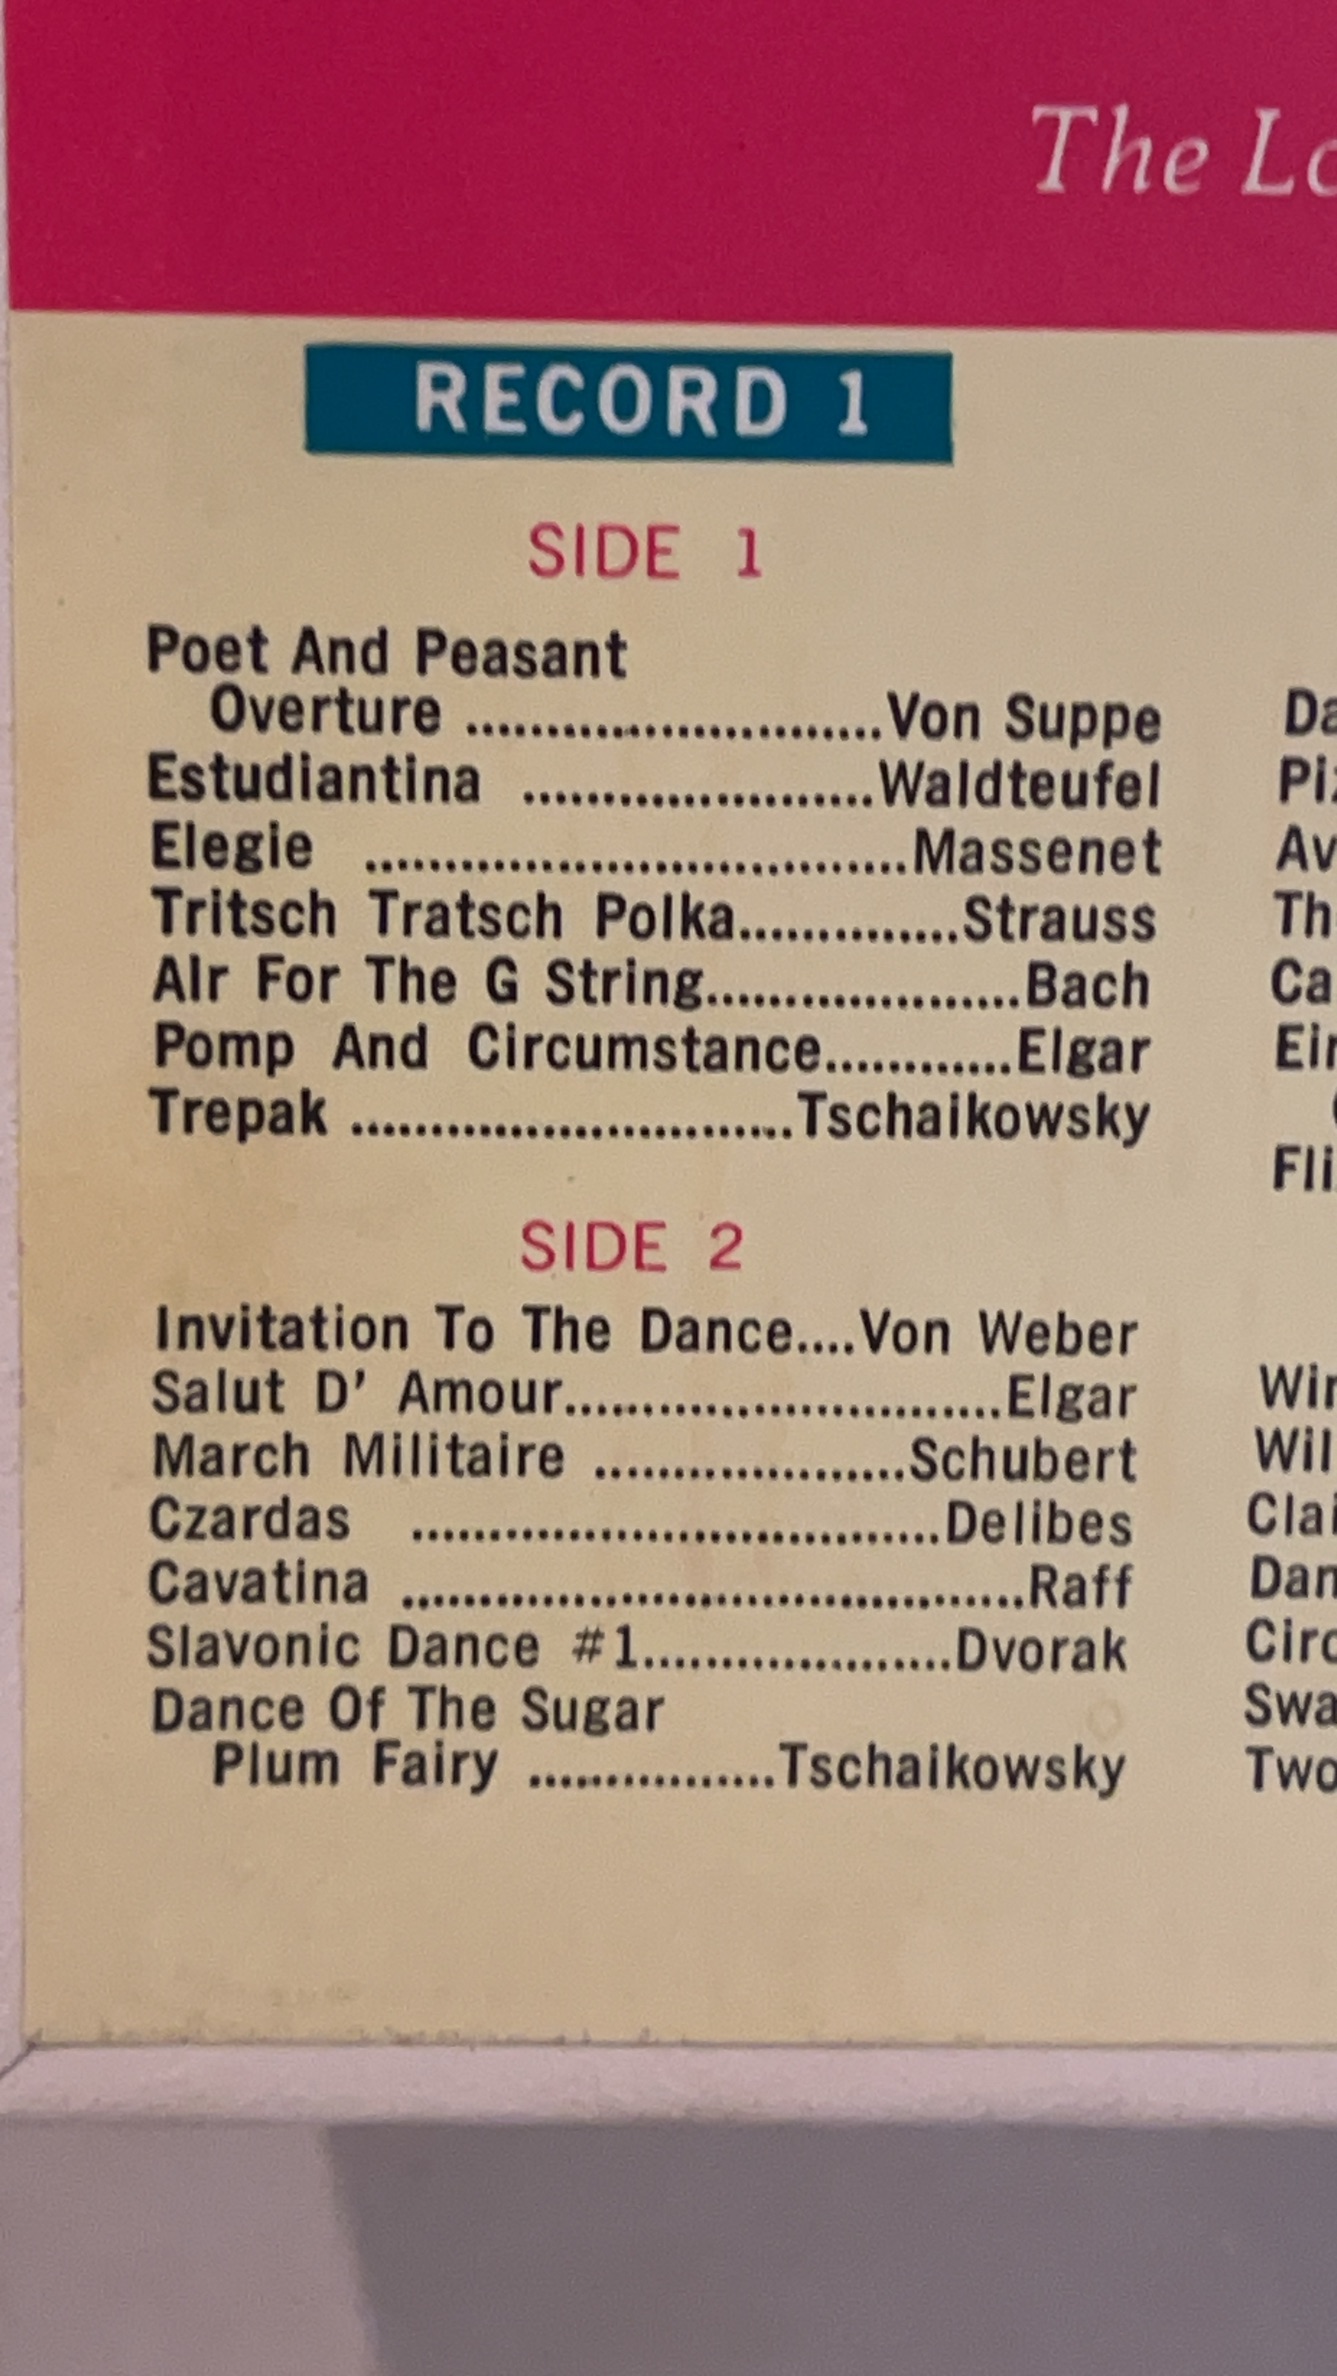 The
RECORD 1
SIDE 1
Poet And Peasant
Overture ..........................Von Suppe
Estudiantina ......................Waldteufel
Elegie ..................................Massenet
Tritsch Tratsch Polka..............Strauss
Air For The G String....................Bach
Pomp And Circumstance............Elgar
Trepak ............................Tschaikowsky
SIDE 2
Invitation To The Dance....Von Weber
Salut D' Amour............................Elgar
March Militaire ....................Schubert
Czardas ..................................Delibes
Cavatina ........................................Raff
Slavonic Dance #1....................Dvorak
Dance Of The Sugar
Plum Fairy ................Tschaikowsky